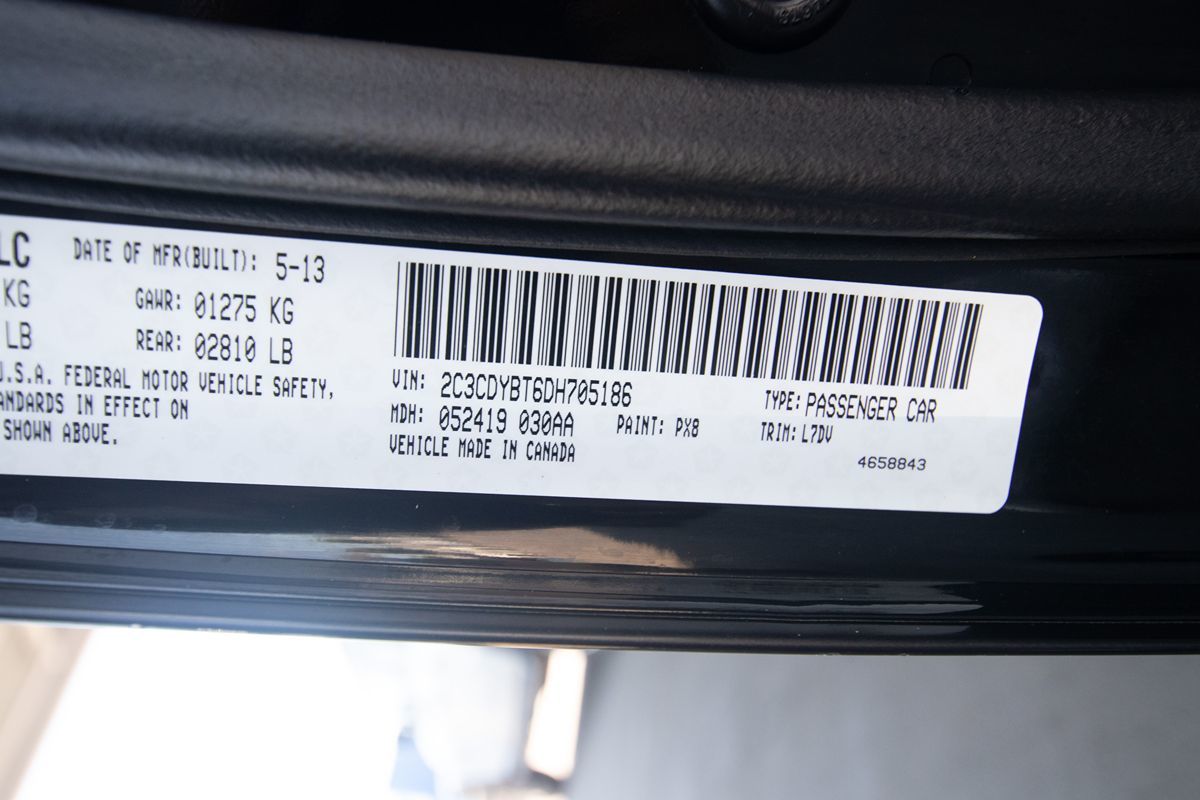 LC DATE OF MFR(BUILT): 5-13
KG GAWR: 01275 KG
LB REAR: 02810 LB
U.S.A. FEDERAL MOTOR VEHICLE SAFETY,
ANDARDS IN EFFECT ON
SHOWN ABOVE.
VIN: 2C3CDYBT6DH705186 TYPE: PASSENGER CAR
MDH: 052419 030AA PAINT: PX8 TRIM: L7DV
VEHICLE MADE IN CANADA 4658843